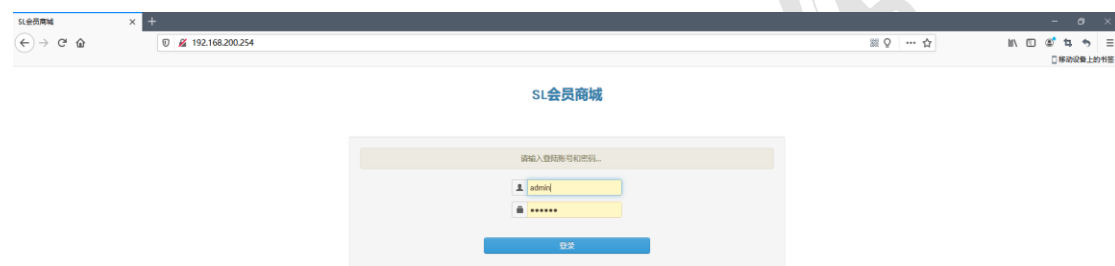 SL会员商城
192.168.200.254
移动设备上的书签
SL会员商城
请输入登陆账号和密码...
admin
••••••
登录